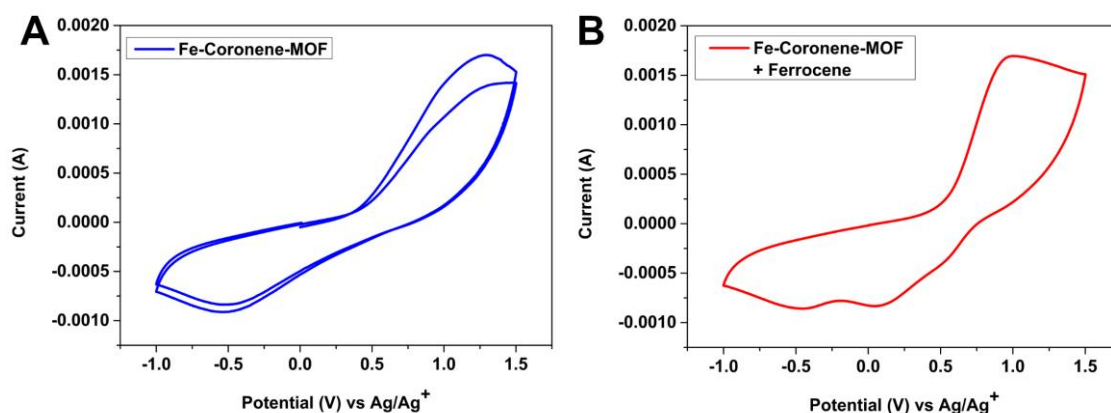 A
Fe-Coronene-MOF
0.0020
0.0015
0.0010
0.0005
0.0000
-0.0005
-0.0010
Current (A)
-1.0 -0.5 0.0 0.5 1.0 1.5
Potential (V) vs Ag/Ag⁺
B
Fe-Coronene-MOF
+ Ferrocene
0.0020
0.0015
0.0010
0.0005
0.0000
-0.0005
-0.0010
Current (A)
-1.0 -0.5 0.0 0.5 1.0 1.5
Potential (V) vs Ag/Ag⁺